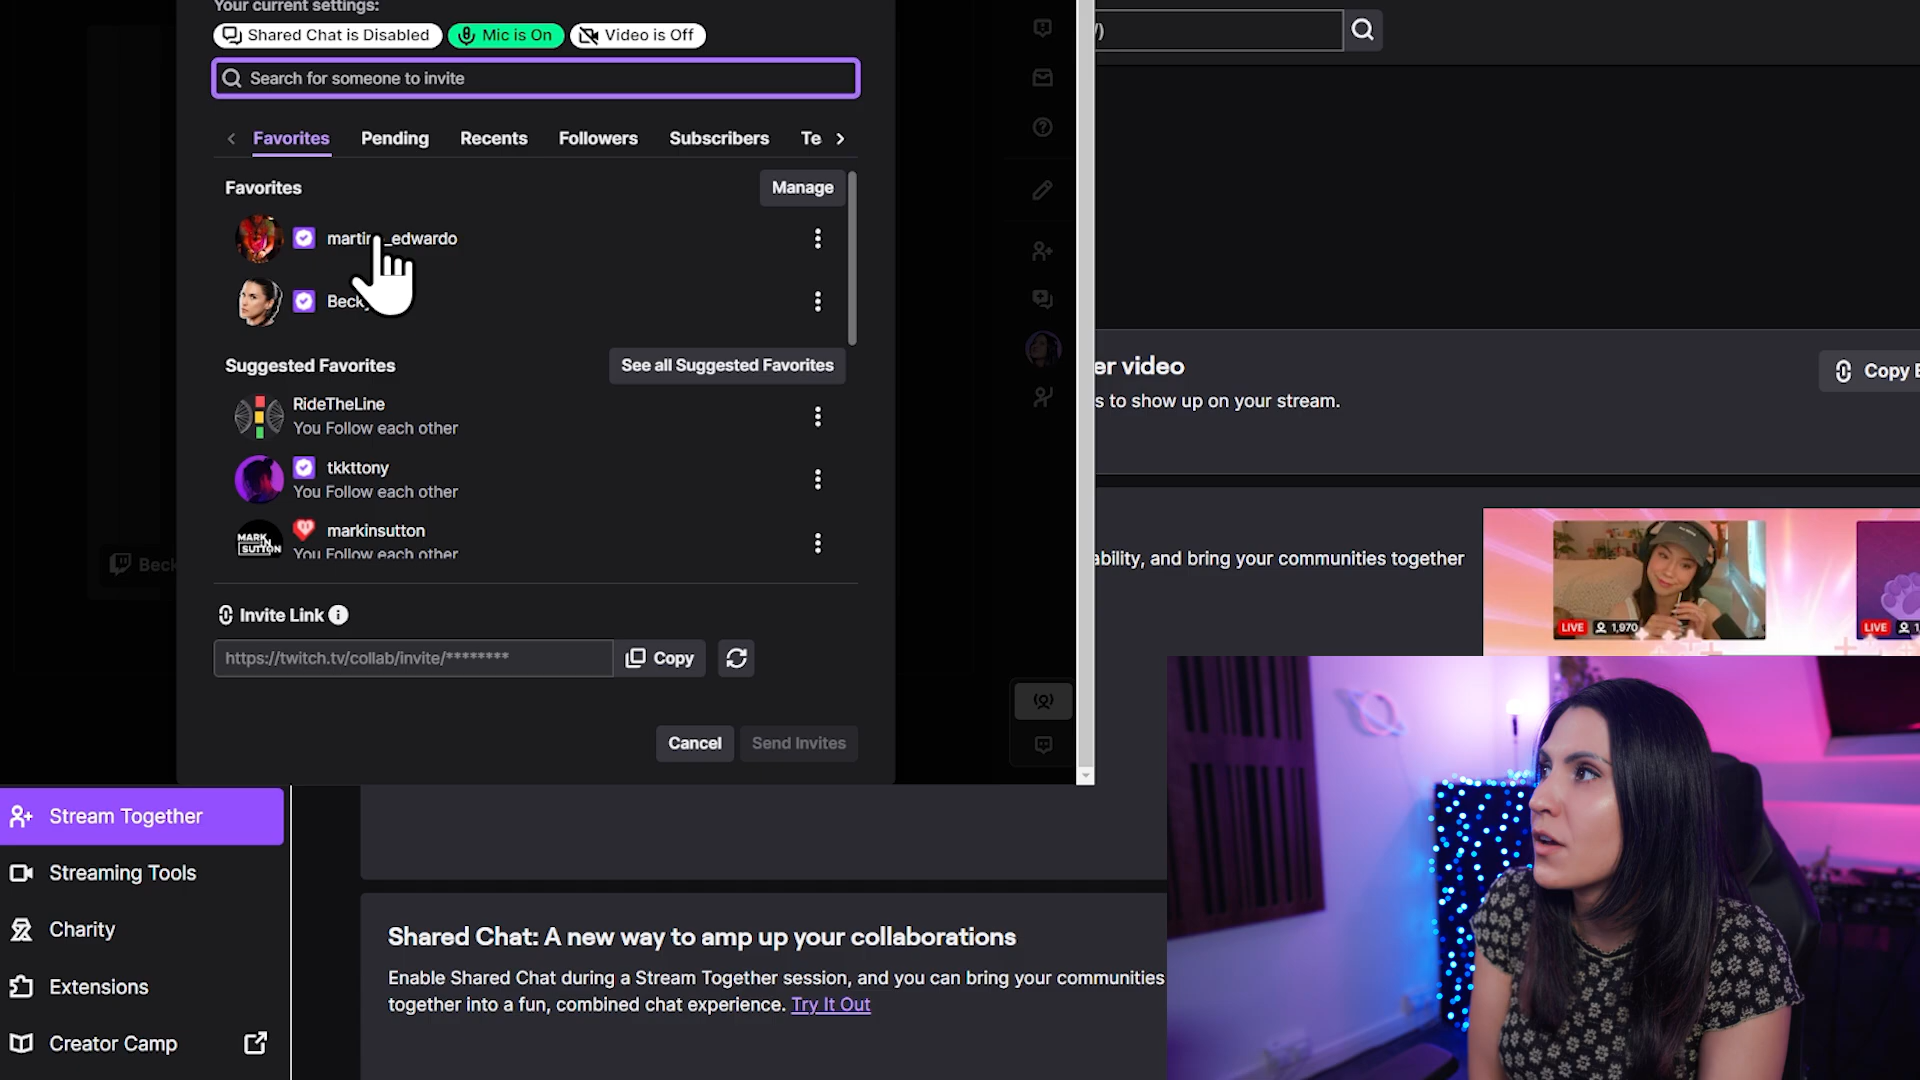 Your current settings:
Shared Chat is Disabled
Mic is On
Video is Off
Search for someone to invite
Favorites
Pending
Recents
Followers
Subscribers
Te
Favorites
Manage
_edwardo
Suggested Favorites
See all Suggested Favorites
RideTheLine
You Follow each other
tkkttony
You Follow each other
MARK IN SUTTON
markinsutton
You Follow each other
Beck
Invite Link
https://twitch.tv/collab/invite/********
Copy
Cancel
Send Invites
)
er video
s to show up on your stream.
Copy
ability, and bring your communities together
LIVE
1,970
LIVE
Stream Together
Streaming Tools
Charity
Extensions
Creator Camp
Shared Chat: A new way to amp up your collaborations
Enable Shared Chat during a Stream Together session, and you can bring your communities
together into a fun, combined chat experience. Try It Out